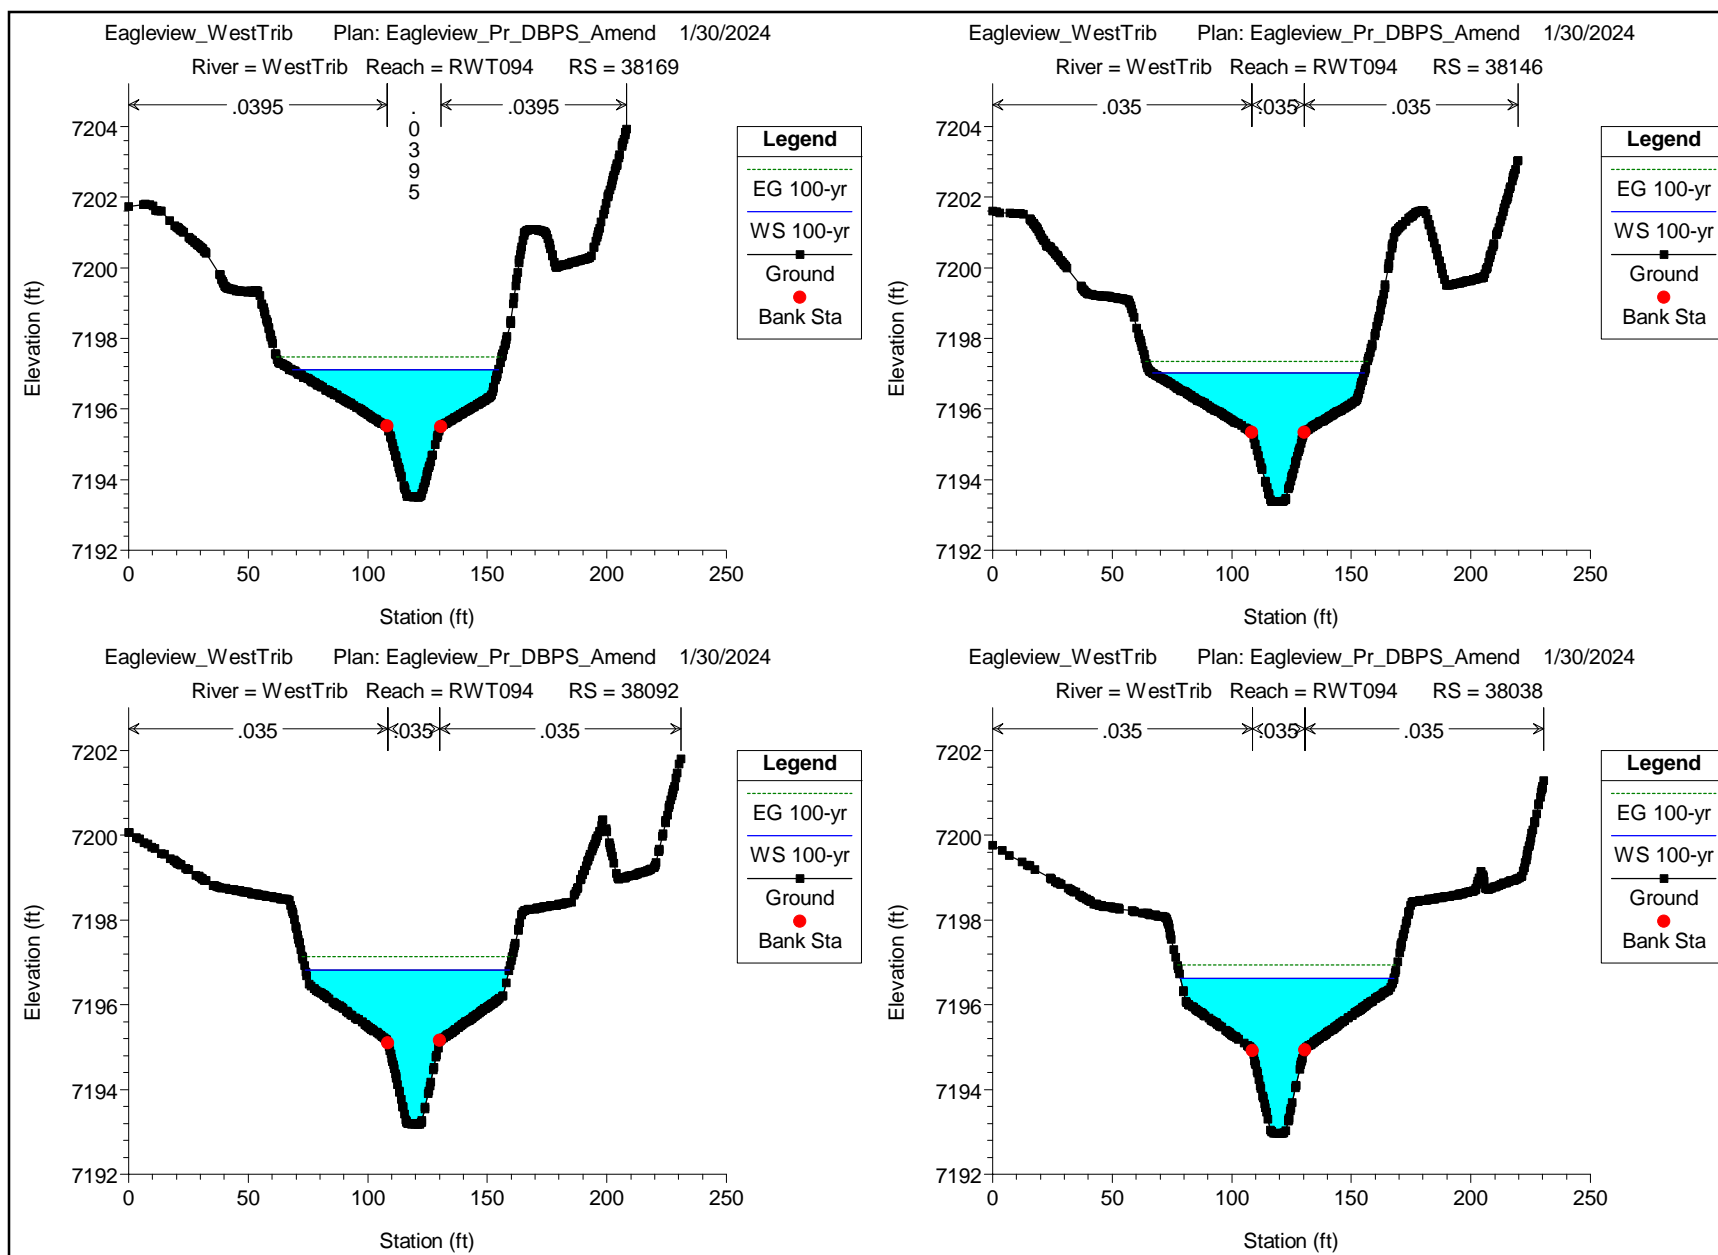 Eagleview_WestTrib Plan: Eagleview_Pr_DBPS_Amend 1/30/2024
River = WestTrib Reach = RWT094 RS = 38169
.0395
.0395
.0395
7204
7202
7200
7198
7196
7194
7192
Elevation (ft)
0 50 100 150 200 250
Station (ft)
Legend
EG 100-yr
WS 100-yr
Ground
Bank Sta
Eagleview_WestTrib Plan: Eagleview_Pr_DBPS_Amend 1/30/2024
River = WestTrib Reach = RWT094 RS = 38146
.035 .035 .035
7204
7202
7200
7198
7196
7194
7192
Elevation (ft)
0 50 100 150 200 250
Station (ft)
Legend
EG 100-yr
WS 100-yr
Ground
Bank Sta
Eagleview_WestTrib Plan: Eagleview_Pr_DBPS_Amend 1/30/2024
River = WestTrib Reach = RWT094 RS = 38092
.035 .035 .035
7202
7200
7198
7196
7194
7192
Elevation (ft)
0 50 100 150 200 250
Station (ft)
Legend
EG 100-yr
WS 100-yr
Ground
Bank Sta
Eagleview_WestTrib Plan: Eagleview_Pr_DBPS_Amend 1/30/2024
River = WestTrib Reach = RWT094 RS = 38038
.035 .035 .035
7202
7200
7198
7196
7194
7192
Elevation (ft)
0 50 100 150 200 250
Station (ft)
Legend
EG 100-yr
WS 100-yr
Ground
Bank Sta